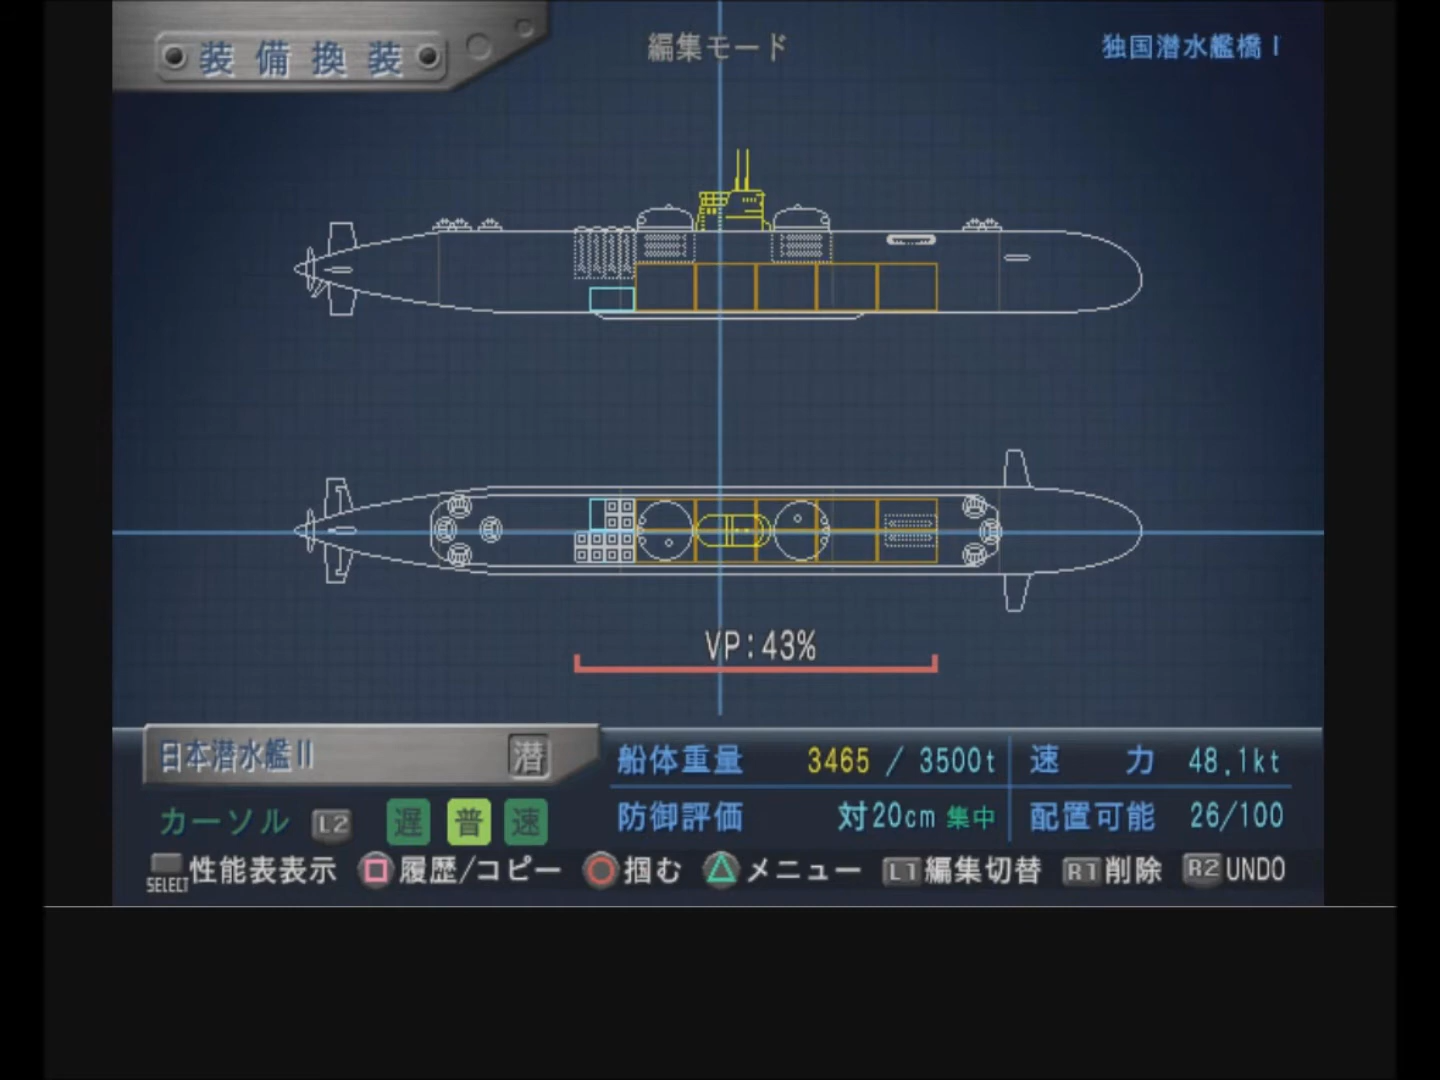 装備換装
編集モード
独国潜水艦橋Ⅰ
VP:43%
日本潜水艦Ⅱ 潜
船体重量 3465 / 3500t 速力 48.1kt
カーソル L2 遅 普 速
防御評価 対20cm 集中 配置可能 26/100
SELECT 性能表表示 履歴/コピー 掴む メニュー L1 編集切替 R1 削除 R2 UNDO